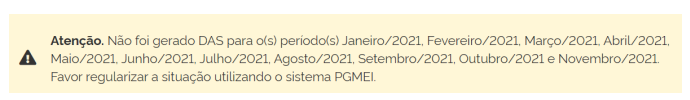 Atenção. Não foi gerado DAS para o(s) período(s) Janeiro/2021, Fevereiro/2021, Março/2021, Abril/2021,
Maio/2021, Junho/2021, Julho/2021, Agosto/2021, Setembro/2021, Outubro/2021 e Novembro/2021.
Favor regularizar a situação utilizando o sistema PGMEI.